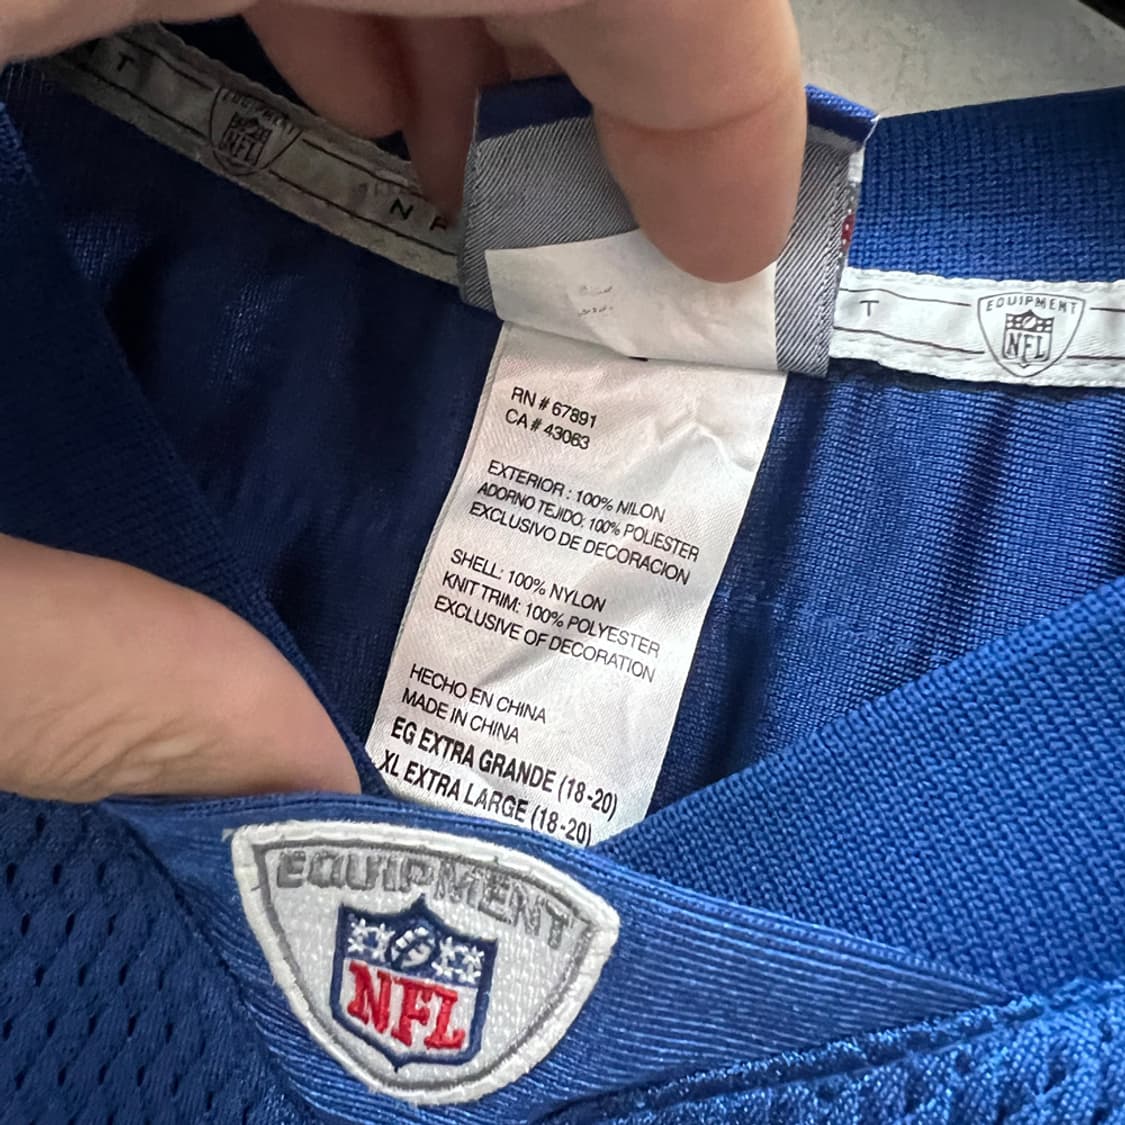 T
EQUIPMENT
NFL
N F
T
EQUIPMENT
NFL
RN # 67891
CA # 43063
EXTERIOR : 100% NILON
ADORNO TEJIDO: 100% POLIESTER
EXCLUSIVO DE DECORACION
SHELL: 100% NYLON
KNIT TRIM: 100% POLYESTER
EXCLUSIVE OF DECORATION
HECHO EN CHINA
MADE IN CHINA
EG EXTRA GRANDE (18-20)
XL EXTRA LARGE (18-20)
EQUIPMENT
NFL